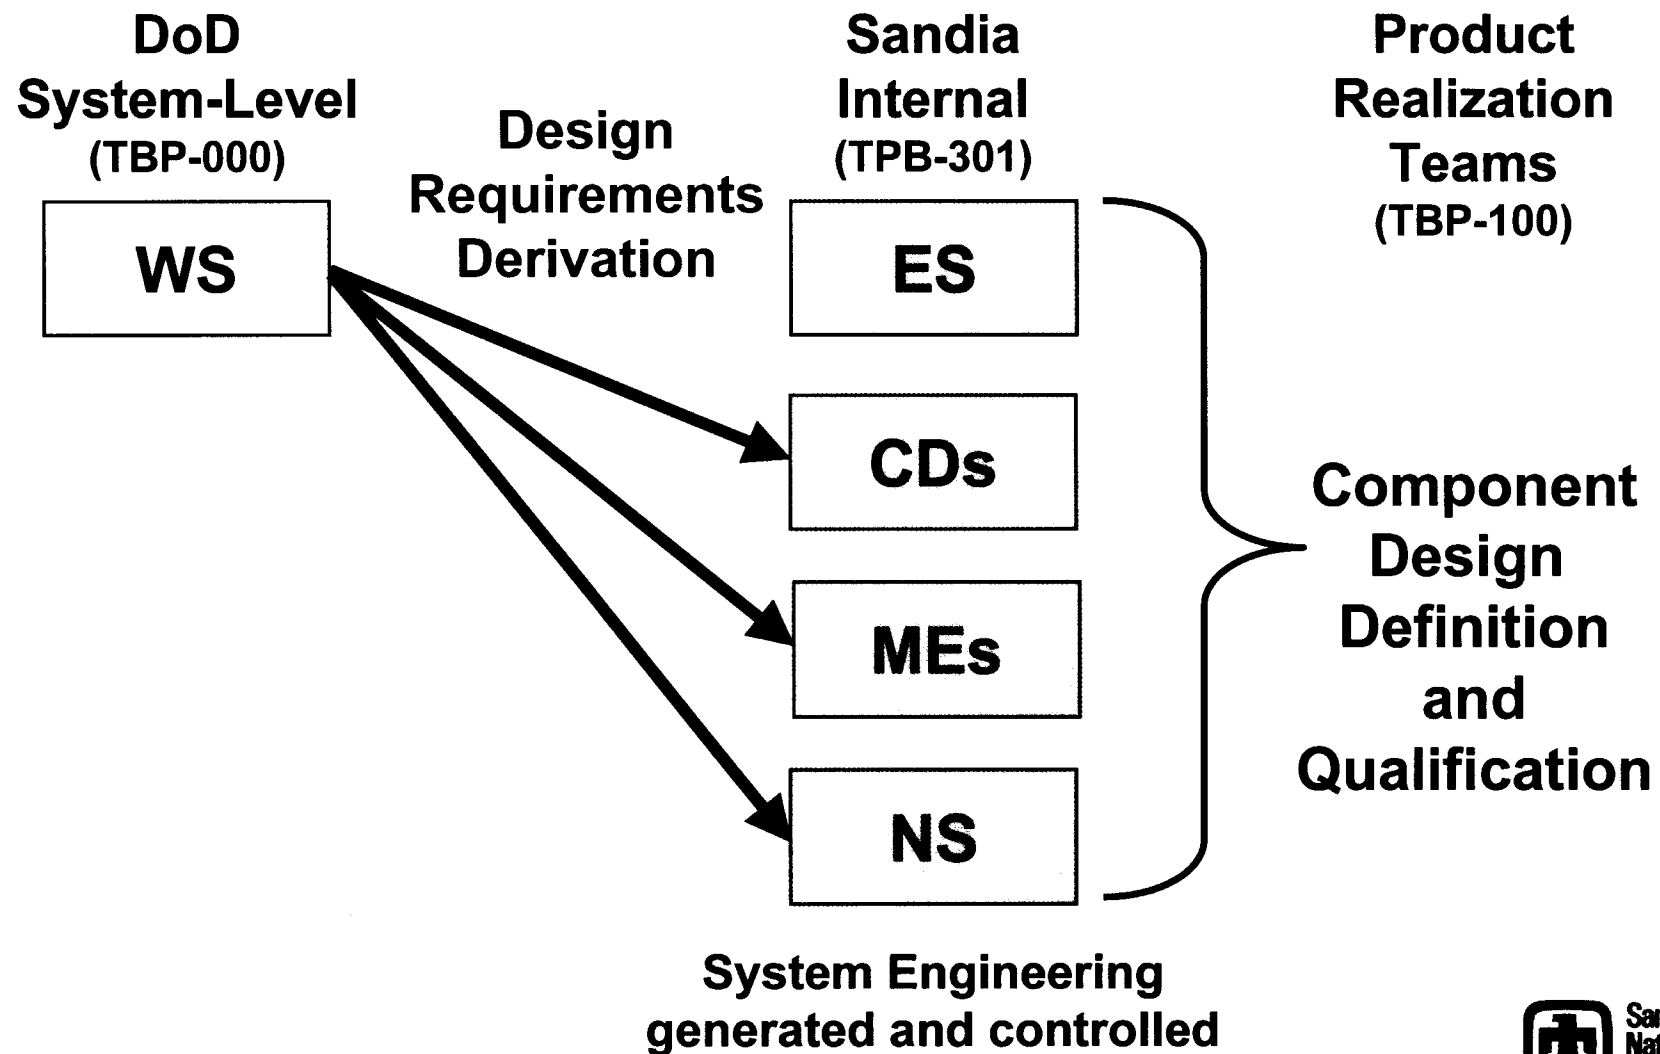 DoD
System-Level
(TBP-000)
WS
Design
Requirements
Derivation
Sandia
Internal
(TPB-301)
ES
CDs
MEs
NS
System Engineering
generated and controlled
Product
Realization
Teams
(TBP-100)
Component
Design
Definition
and
Qualification